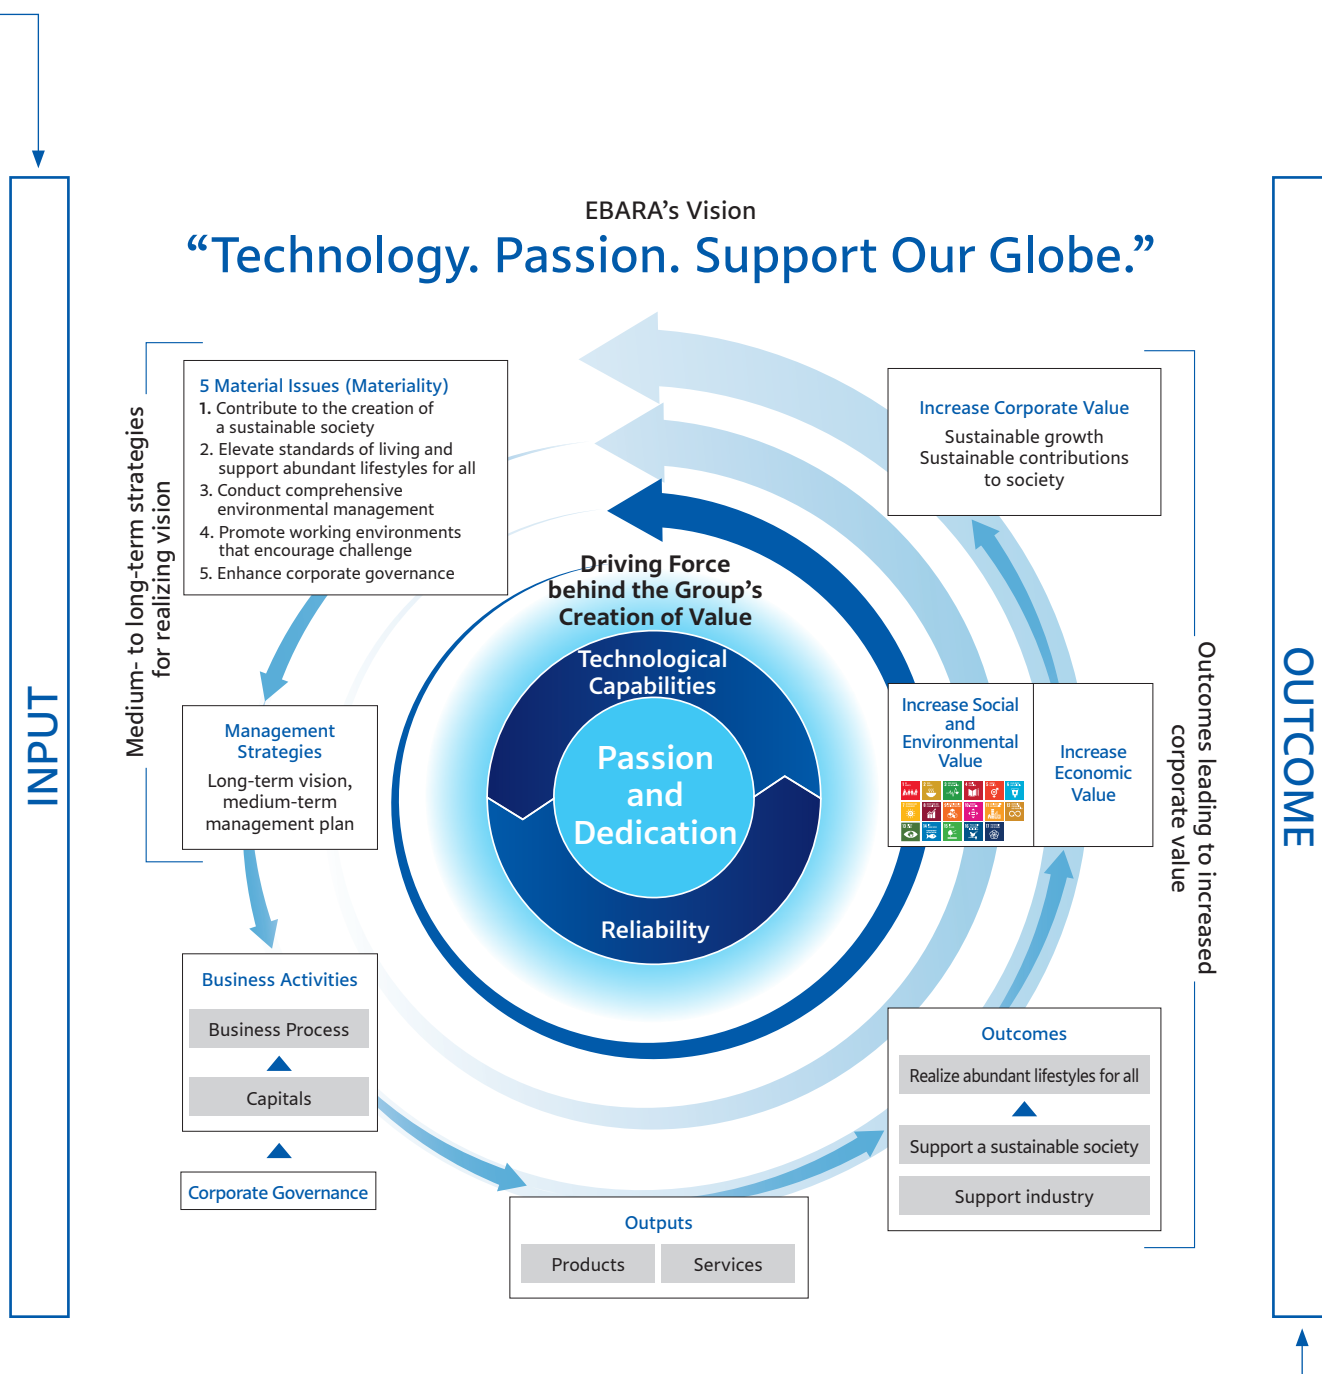 EBARA’s Vision
“Technology. Passion. Support Our Globe.”
INPUT
Medium- to long-term strategies
for realizing vision
5 Material Issues (Materiality)
1. Contribute to the creation of
a sustainable society
2. Elevate standards of living and
support abundant lifestyles for all
3. Conduct comprehensive
environmental management
4. Promote working environments
that encourage challenge
5. Enhance corporate governance
Management
Strategies
Long-term vision,
medium-term
management plan
Business Activities
Business Process
Capitals
Corporate Governance
Driving Force
behind the Group’s
Creation of Value
Technological
Capabilities
Passion
and
Dedication
Reliability
Outputs
Products
Services
Outcomes
Realize abundant lifestyles for all
Support a sustainable society
Support industry
Increase Social
and
Environmental
Value
Increase
Economic
Value
Increase Corporate Value
Sustainable growth
Sustainable contributions
to society
Outcomes leading to increased
corporate value
OUTCOME